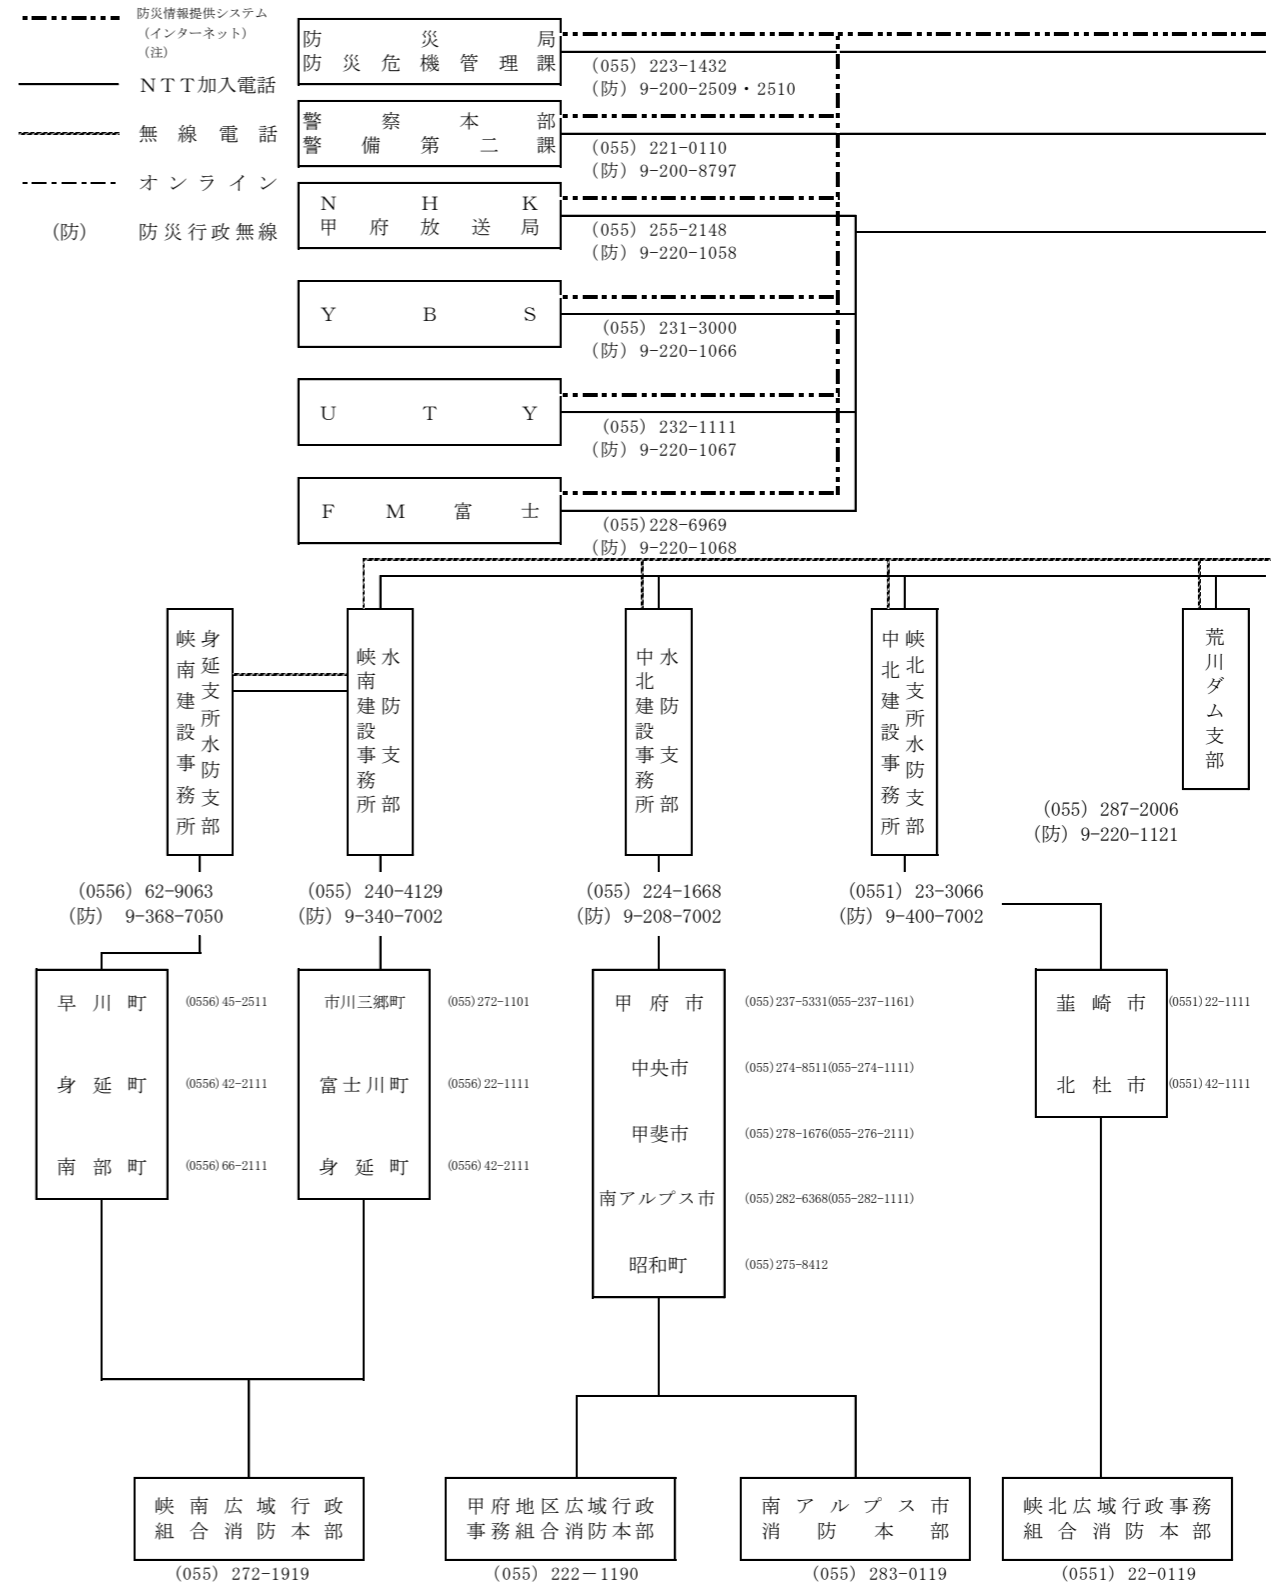 防災情報提供システム
（インターネット）
（注）
ＮＴＴ加入電話
無線電話
オンライン
(防) 防災行政無線
防災局
防災危機管理課
(055) 223-1432
(防) 9-200-2509・2510
警察本部
警備第二課
(055) 221-0110
(防) 9-200-8797
ＮＨＫ
甲府放送局
(055) 255-2148
(防) 9-220-1058
ＹＢＳ
(055) 231-3000
(防) 9-220-1066
ＵＴＹ
(055) 232-1111
(防) 9-220-1067
ＦＭ富士
(055)228-6969
(防) 9-220-1068
峡南建設事務所
身延支所水防支部
峡南建設事務所
水防支部
中北建設事務所
水防支部
中北建設事務所
峡北支所水防支部
荒川ダム支部
(055) 287-2006
(防) 9-220-1121
(0556) 62-9063
(防) 9-368-7050
(055) 240-4129
(防) 9-340-7002
(055) 224-1668
(防) 9-208-7002
(0551) 23-3066
(防) 9-400-7002
早川町 (0556)45-2511
身延町 (0556)42-2111
南部町 (0556)66-2111
市川三郷町 (055)272-1101
富士川町 (0556)22-1111
身延町 (0556)42-2111
甲府市 (055)237-5331(055-237-1161)
中央市 (055)274-8511(055-274-1111)
甲斐市 (055)278-1676(055-276-2111)
南アルプス市 (055)282-6368(055-282-1111)
昭和町 (055)275-8412
韮崎市 (0551)22-1111
北杜市 (0551)42-1111
峡南広域行政
組合消防本部
(055) 272-1919
甲府地区広域行政
事務組合消防本部
(055) 222－1190
南アルプス市
消防本部
(055) 283-0119
峡北広域行政事務
組合消防本部
(0551) 22-0119